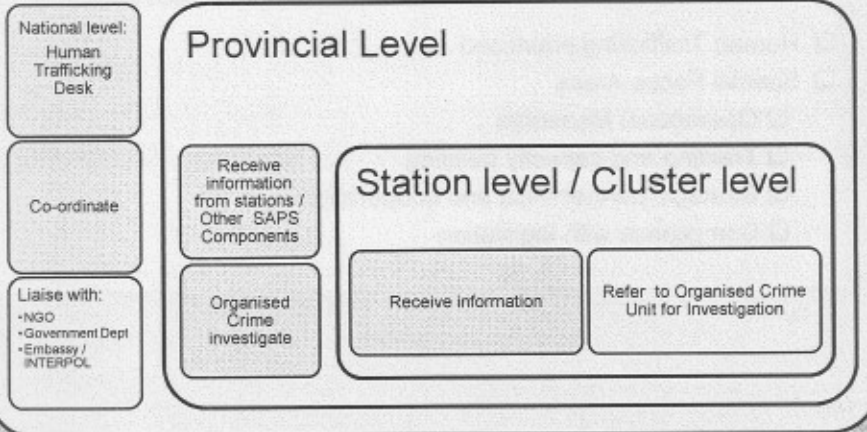 National level:
Human
Trafficking
Desk
Co-ordinate
Liaise with:
•NGO
•Government Dept
•Embassy /
INTERPOL
Provincial Level
Receive
information
from stations /
Other SAPS
Components
Organised
Crime
investigate
Station level / Cluster level
Receive information
Refer to Organised Crime
Unit for Investigation